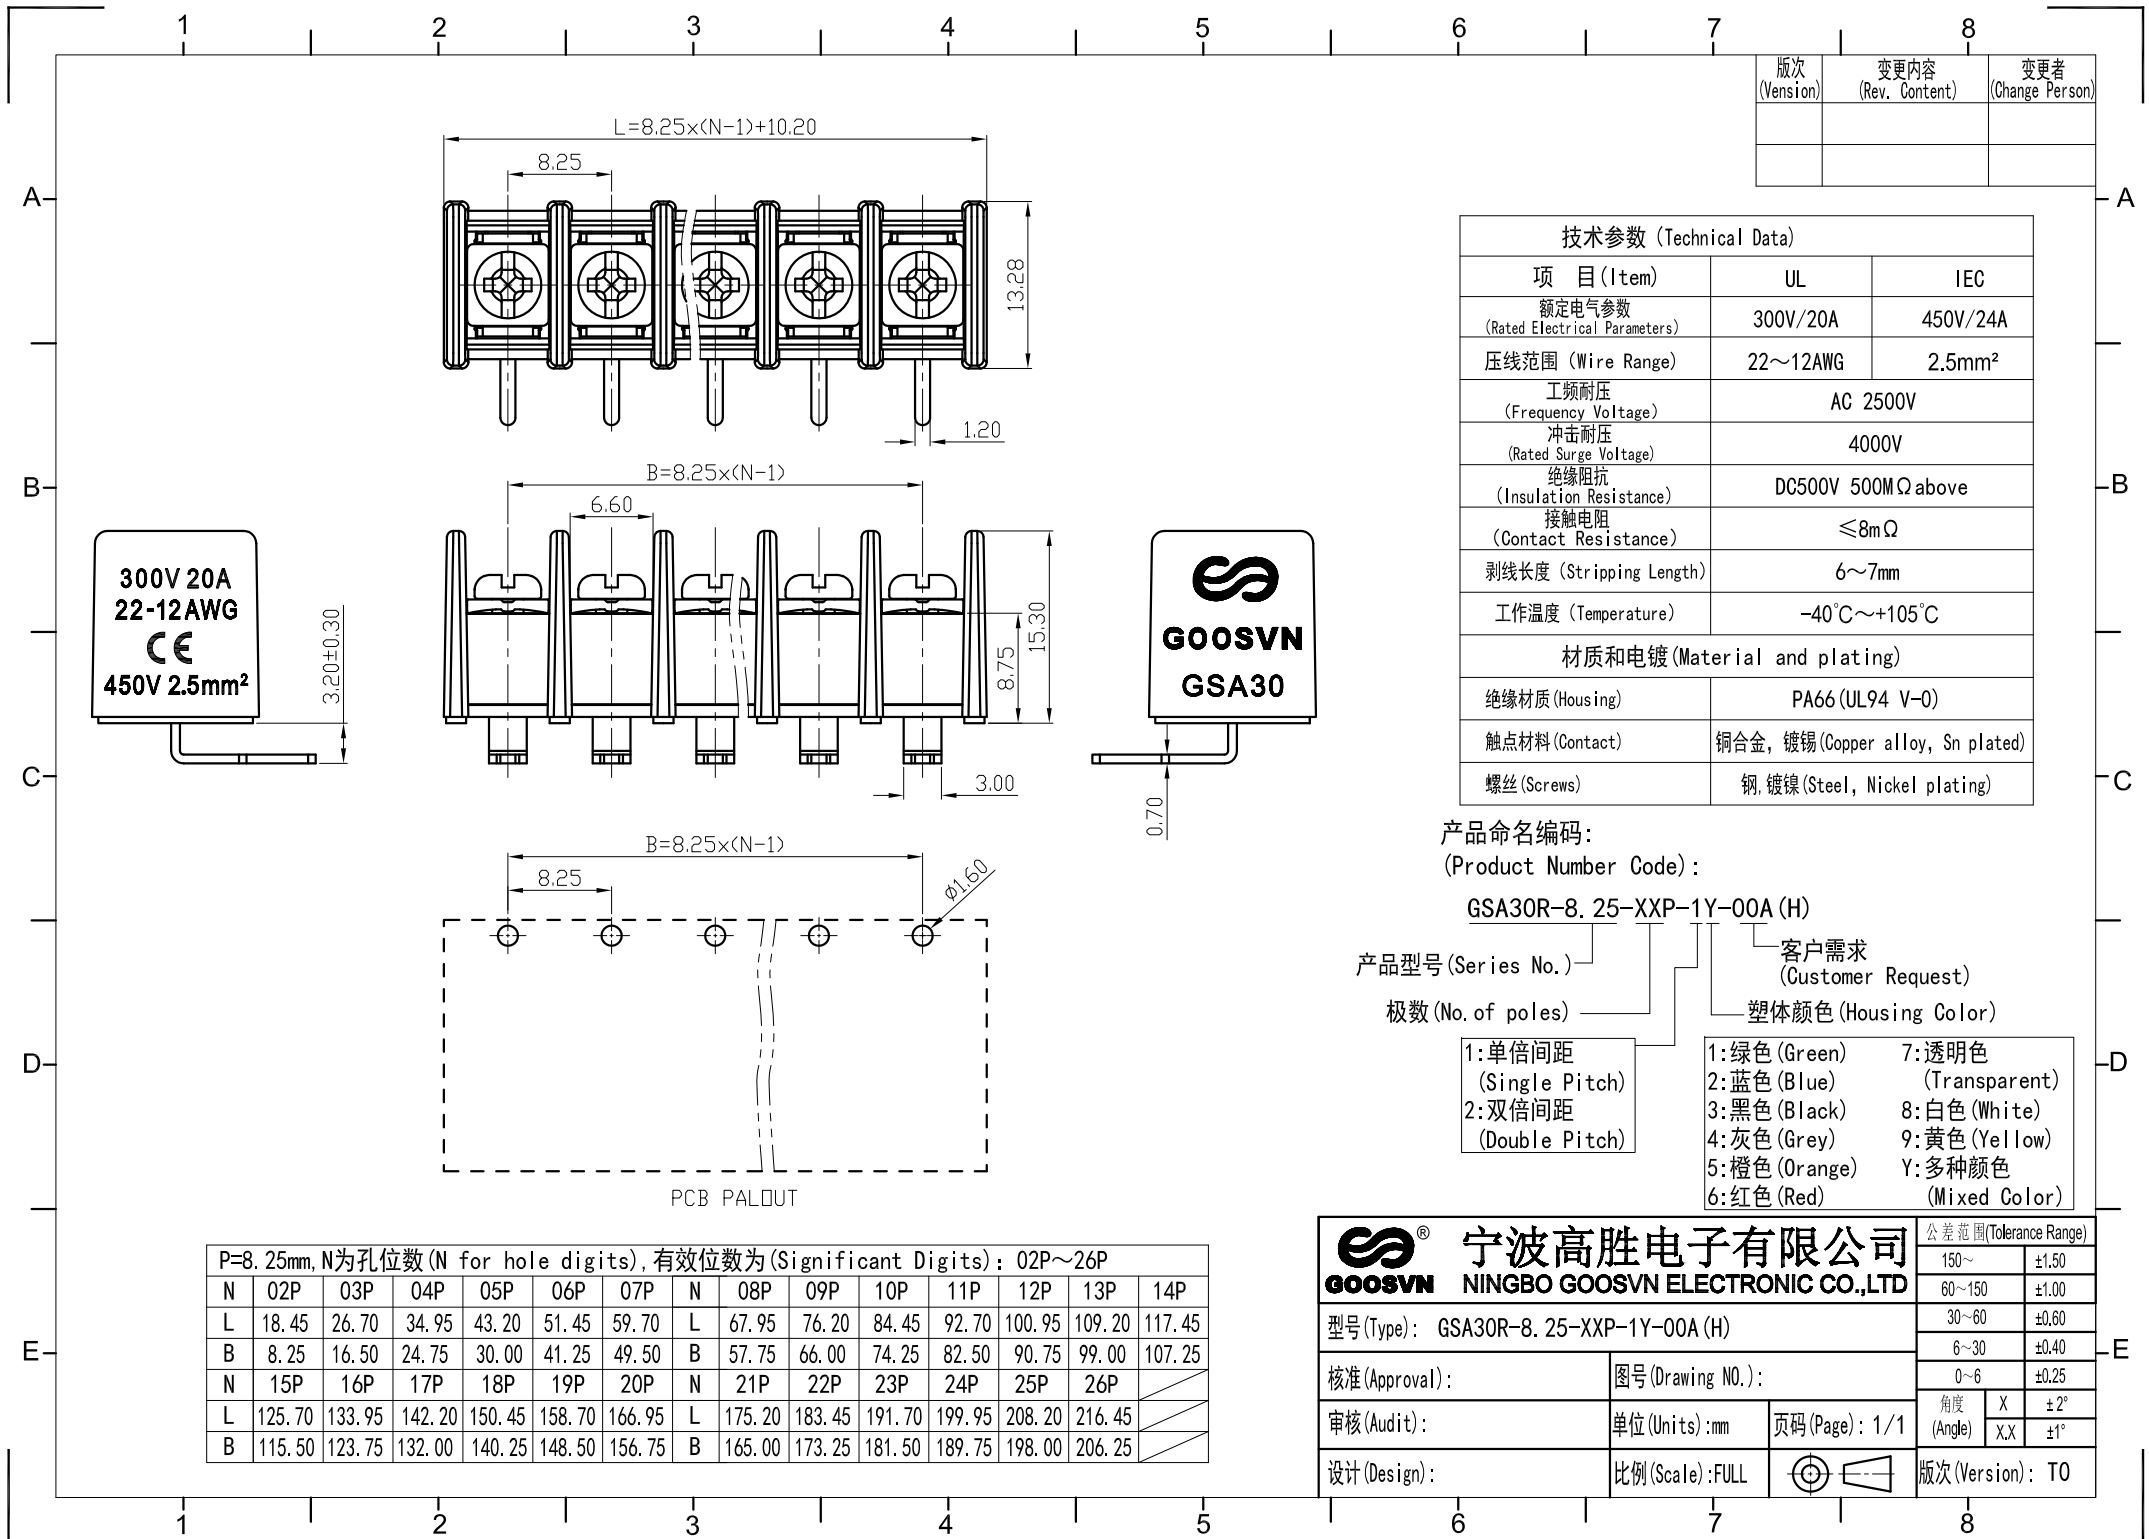 1 2 3 4 5 6 7 8
版次 变更内容 变更者
(Vension) (Rev. Content) (Change Person)
A A
B B
C C
D D
E E
L=8.25x(N-1)+10.20
8.25
13.28
1.20
B=8.25x(N-1)
6.60
15.30
8.75
3.00
300V 20A
22-12AWG
CE
450V 2.5mm²
3.20±0.30
GOOSVN
GSA30
0.70
B=8.25x(N-1)
8.25
ø1.60
PCB PALOUT
技术参数 (Technical Data)
项 目(Item) UL IEC
额定电气参数
(Rated Electrical Parameters) 300V/20A 450V/24A
压线范围 (Wire Range) 22～12AWG 2.5mm²
工频耐压
(Frequency Voltage) AC 2500V
冲击耐压
(Rated Surge Voltage) 4000V
绝缘阻抗
(Insulation Resistance) DC500V 500MΩabove
接触电阻
(Contact Resistance) ≤8mΩ
剥线长度 (Stripping Length) 6～7mm
工作温度 (Temperature) -40℃～+105℃
材质和电镀(Material and plating)
绝缘材质(Housing) PA66(UL94 V-0)
触点材料(Contact) 铜合金, 镀锡(Copper alloy, Sn plated)
螺丝(Screws) 钢,镀镍(Steel, Nickel plating)
产品命名编码:
(Product Number Code):
GSA30R-8.25-XXP-1Y-00A(H)
产品型号(Series No.)
客户需求
(Customer Request)
极数(No.of poles)
塑体颜色(Housing Color)
1:单倍间距
(Single Pitch)
2:双倍间距
(Double Pitch)
1:绿色(Green) 7:透明色
2:蓝色(Blue) (Transparent)
3:黑色(Black) 8:白色(White)
4:灰色(Grey) 9:黄色(Yellow)
5:橙色(Orange) Y:多种颜色
6:红色(Red) (Mixed Color)
P=8.25mm,N为孔位数(N for hole digits),有效位数为(Significant Digits): 02P～26P
N 02P 03P 04P 05P 06P 07P N 08P 09P 10P 11P 12P 13P 14P
L 18.45 26.70 34.95 43.20 51.45 59.70 L 67.95 76.20 84.45 92.70 100.95 109.20 117.45
B 8.25 16.50 24.75 30.00 41.25 49.50 B 57.75 66.00 74.25 82.50 90.75 99.00 107.25
N 15P 16P 17P 18P 19P 20P N 21P 22P 23P 24P 25P 26P
L 125.70 133.95 142.20 150.45 158.70 166.95 L 175.20 183.45 191.70 199.95 208.20 216.45
B 115.50 123.75 132.00 140.25 148.50 156.75 B 165.00 173.25 181.50 189.75 198.00 206.25
® 宁波高胜电子有限公司
GOOSVN NINGBO GOOSVN ELECTRONIC CO.,LTD
型号(Type): GSA30R-8.25-XXP-1Y-00A(H)
核准(Approval): 图号(Drawing NO.):
审核(Audit): 单位(Units):mm 页码(Page): 1/1
设计(Design): 比例(Scale):FULL
公差范围(Tolerance Range)
150～ ±1.50
60～150 ±1.00
30～60 ±0.60
6～30 ±0.40
0～6 ±0.25
角度 X ±2°
(Angle) X.X ±1°
版次(Version): T0
1 2 3 4 5 6 7 8